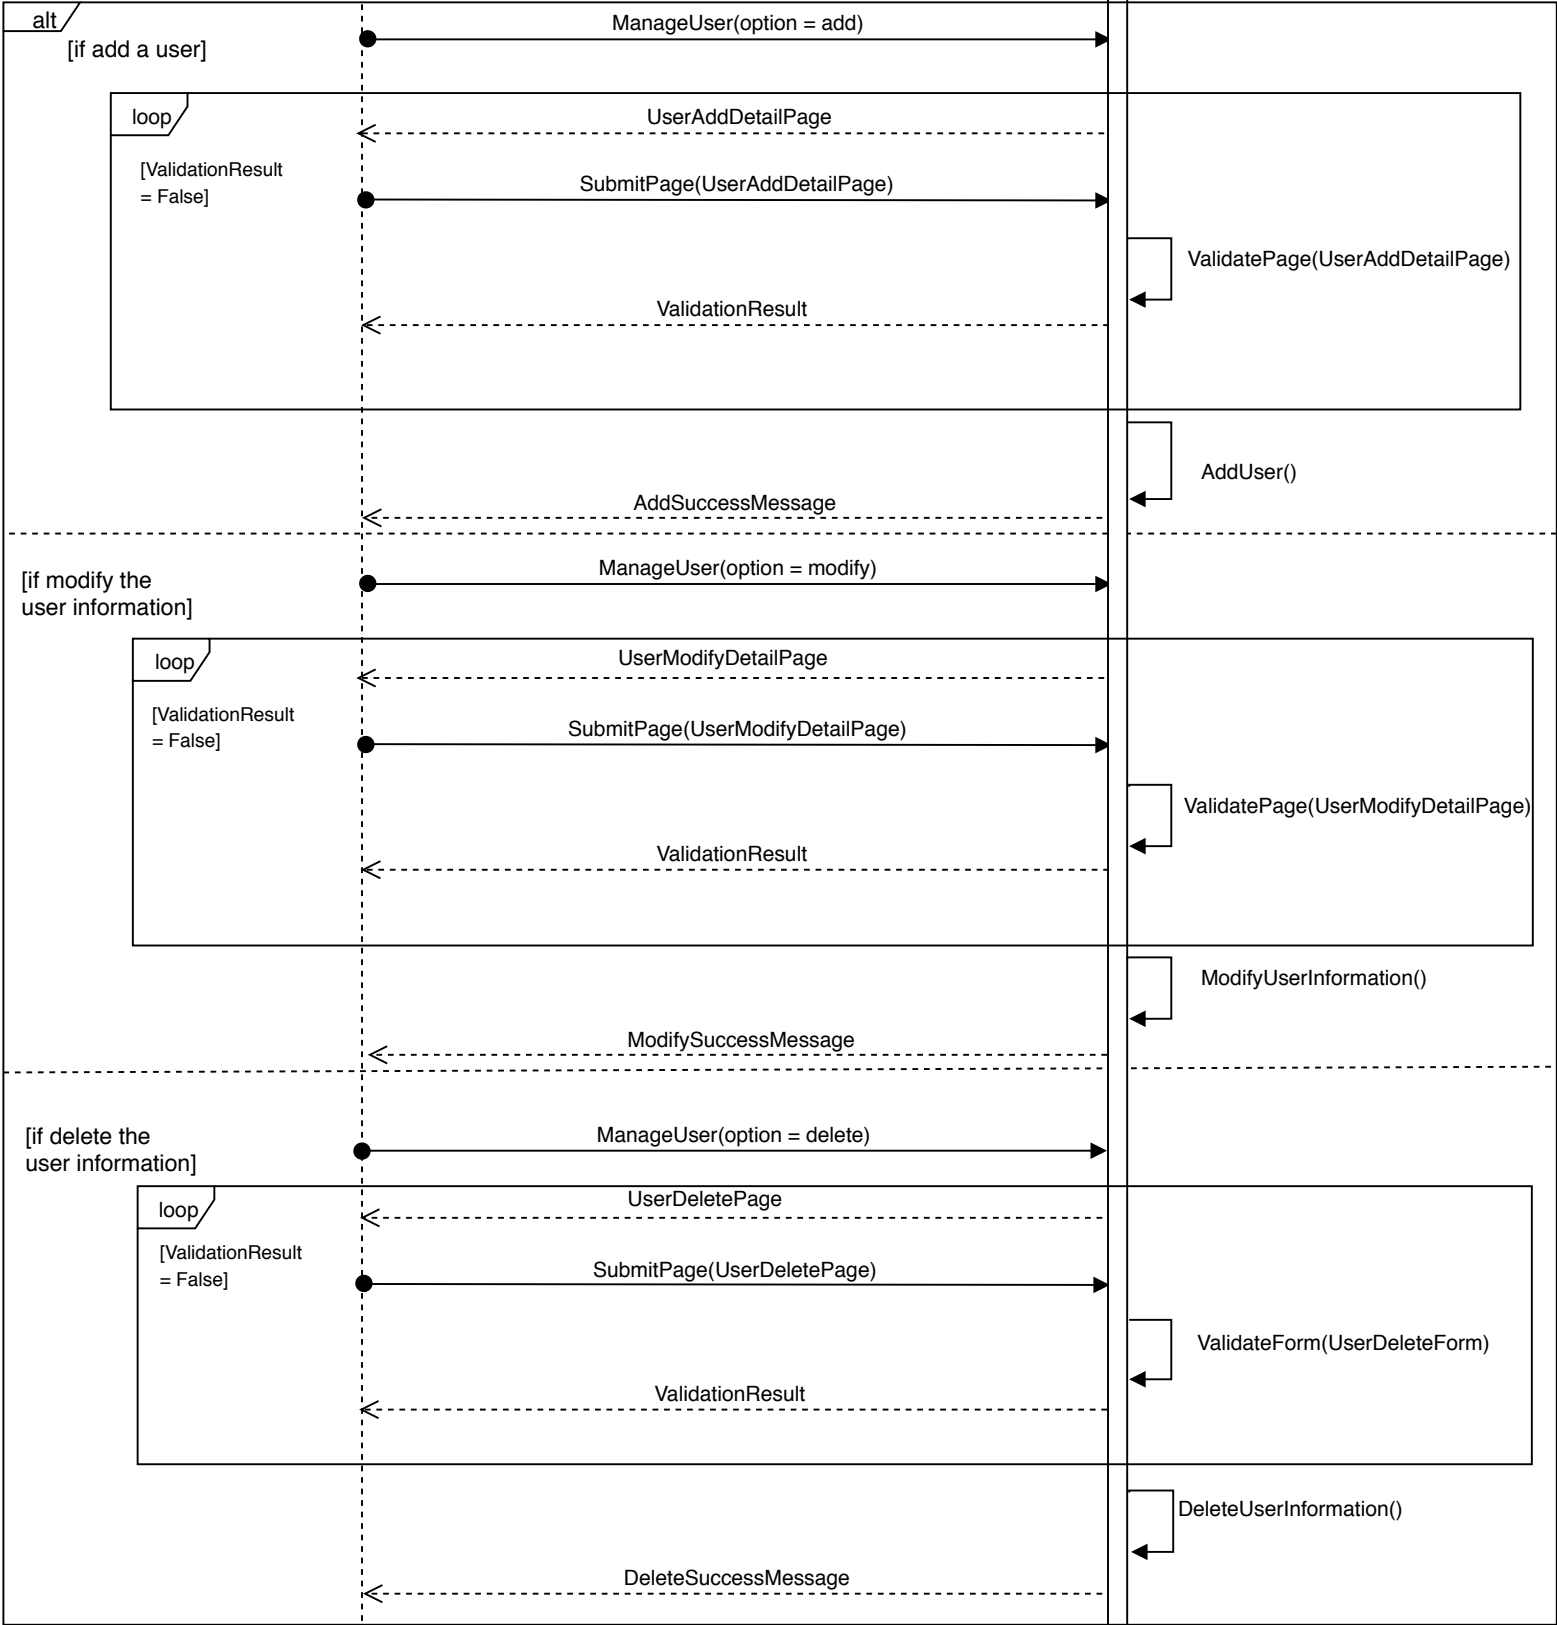 alt
ManageUser(option = add)
[if add a user]
loop
UserAddDetailPage
[ValidationResult
= False]
SubmitPage(UserAddDetailPage)
ValidatePage(UserAddDetailPage)
ValidationResult
AddUser()
AddSuccessMessage
[if modify the
user information]
ManageUser(option = modify)
loop
UserModifyDetailPage
[ValidationResult
= False]
SubmitPage(UserModifyDetailPage)
ValidatePage(UserModifyDetailPage)
ValidationResult
ModifyUserInformation()
ModifySuccessMessage
[if delete the
user information]
ManageUser(option = delete)
loop
UserDeletePage
[ValidationResult
= False]
SubmitPage(UserDeletePage)
ValidateForm(UserDeleteForm)
ValidationResult
DeleteUserInformation()
DeleteSuccessMessage